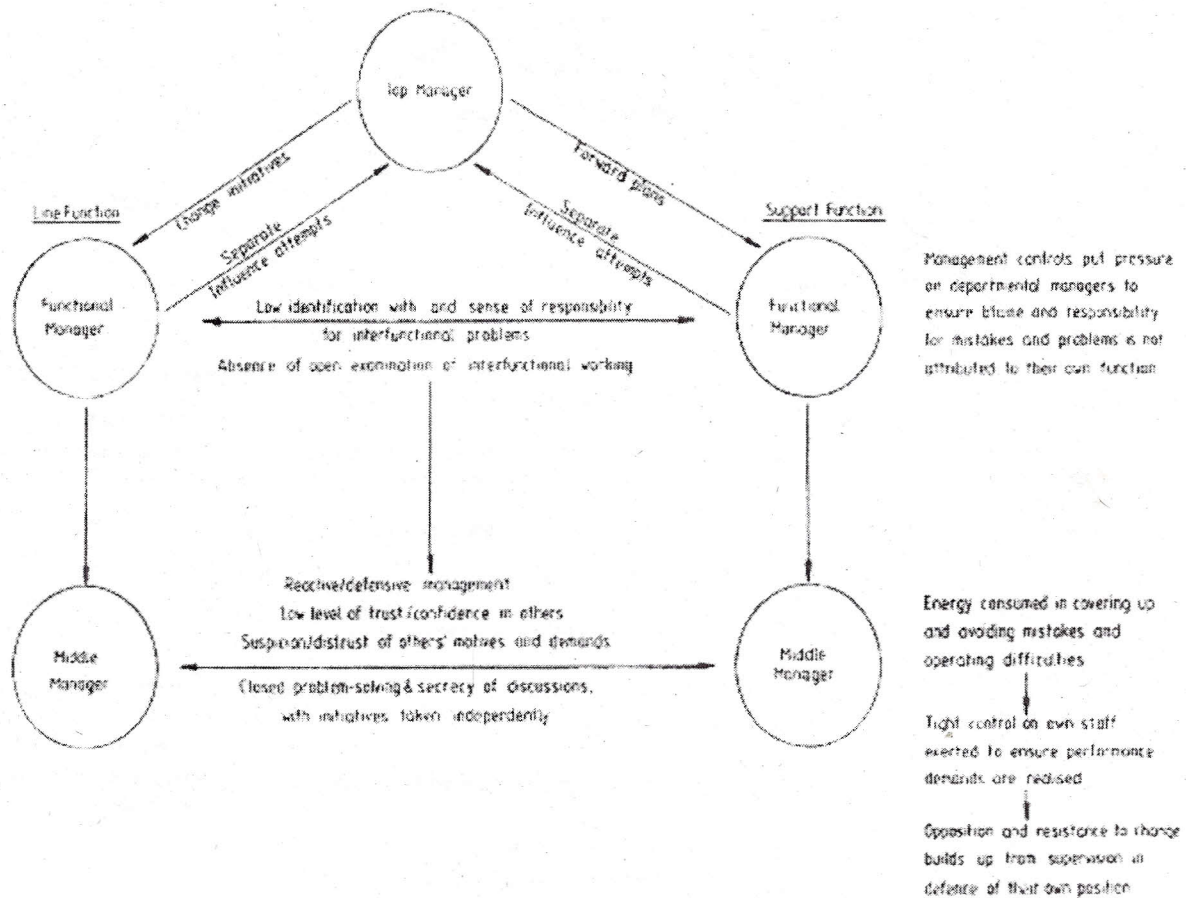 Top Manager
Change initiatives
Forward plans
Line Function
Separate
Influence attempts
Separate
Influence attempts
Support Function
Functional
Manager
Low identification with and sense of responsibility
for interfunctional problems
Absence of open examination of interfunctional working
Functional
Manager
Management controls put pressure
on departmental managers to
ensure blame and responsibility
for mistakes and problems is not
attributed to their own function
Reactive/defensive management
Low level of trust/confidence in others
Suspicion/distrust of others' motives and demands
Middle
Manager
Closed problem-solving & secrecy of discussions,
with initiatives taken independently
Middle
Manager
Energy consumed in covering up
and avoiding mistakes and
operating difficulties
Tight control on own staff
exerted to ensure performance
demands are realised
Opposition and resistance to change
builds up from supervision in
defence of their own position